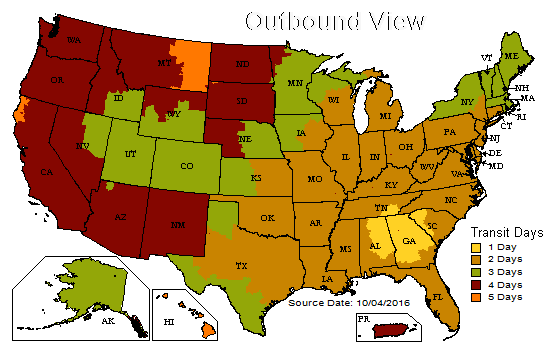 Outbound View
WA
OR
CA
NV
ID
MT
WY
UT
AZ
CO
NM
ND
SD
NE
KS
OK
TX
MN
IA
MO
AR
LA
WI
IL
MI
IN
OH
KY
TN
MS
AL
GA
FL
SC
NC
VA
WV
PA
NY
VT
ME
NH
MA
RI
CT
NJ
DE
MD
AK
HI
PR
Transit Days
1 Day
2 Days
3 Days
4 Days
5 Days
Source Date: 10/04/2016